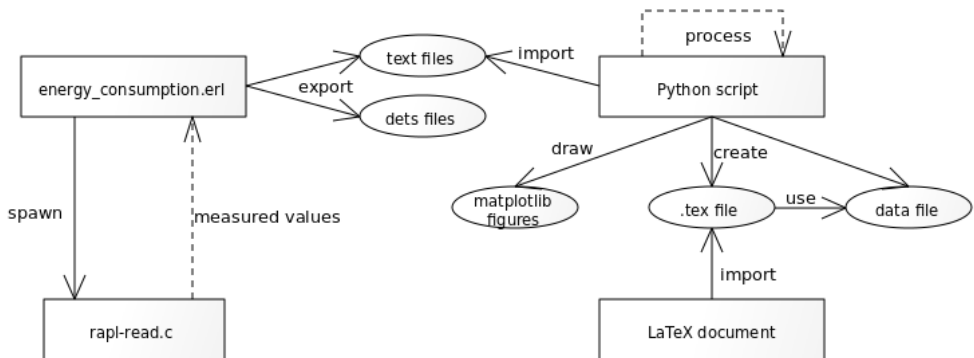 process
text files
import
energy_consumption.erl
export
Python script
dets files
draw
create
matplotlib
figures
.tex file
use
data file
spawn
measured values
import
rapl-read.c
LaTeX document